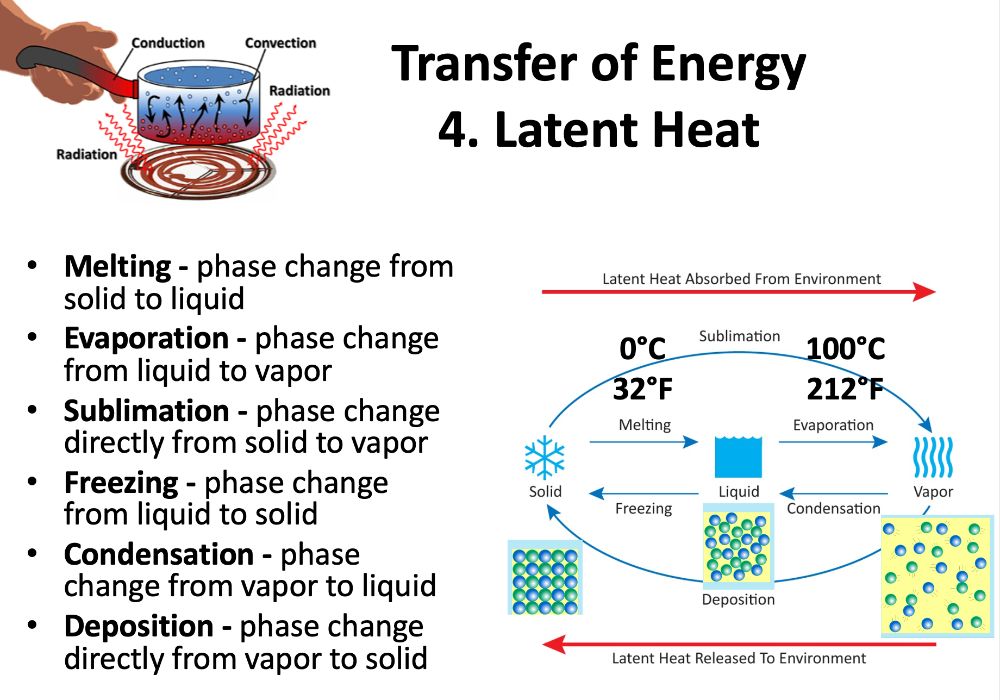 Conduction
Convection
Radiation
Radiation
Transfer of Energy
4. Latent Heat
• Melting - phase change from
solid to liquid
• Evaporation - phase change
from liquid to vapor
• Sublimation - phase change
directly from solid to vapor
• Freezing - phase change
from liquid to solid
• Condensation - phase
change from vapor to liquid
• Deposition - phase change
directly from vapor to solid
Latent Heat Absorbed From Environment
Sublimation
0°C
32°F
100°C
212°F
Melting
Evaporation
Solid
Liquid
Vapor
Freezing
Condensation
Deposition
Latent Heat Released To Environment